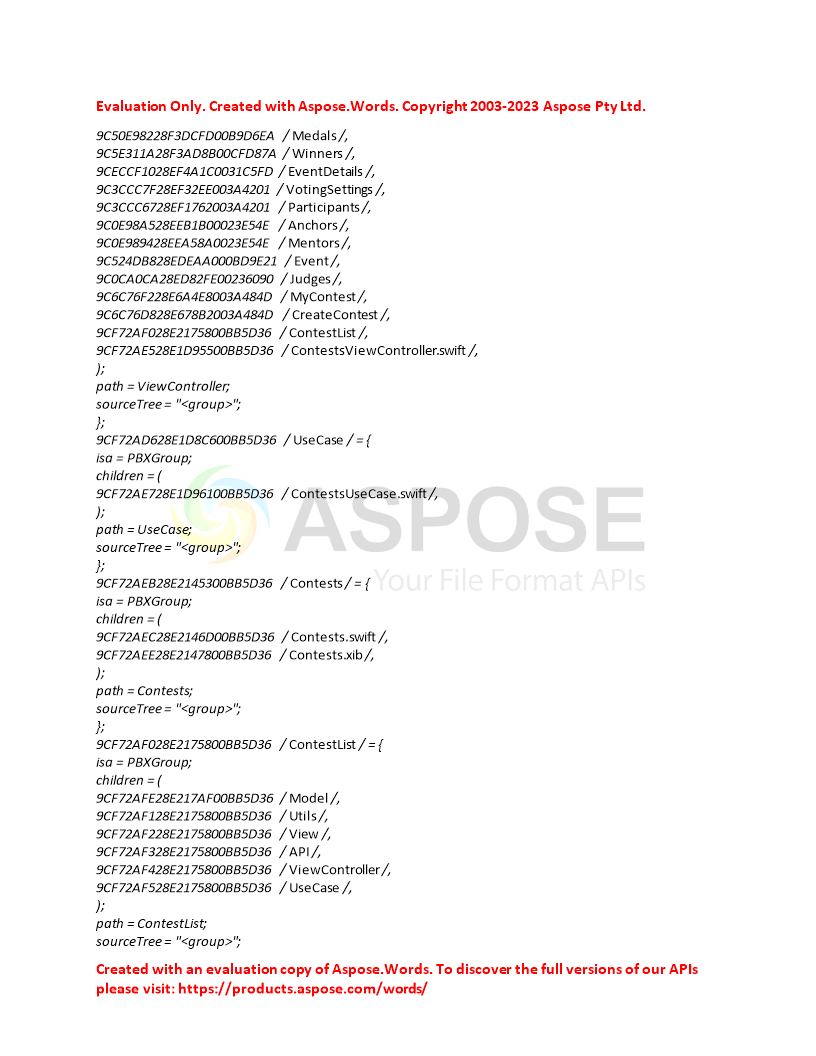 Evaluation Only. Created with Aspose.Words. Copyright 2003-2023 Aspose Pty Ltd.
9C50E98228F3DCFD00B9D6EA / Medals /,
9C5E311A28F3AD8B00CFD87A / Winners /,
9CECCF1028EF4A1C0031C5FD / EventDetails /,
9C3CCC7F28EF32EE003A4201 / VotingSettings /,
9C3CCC6728EF1762003A4201 / Participants /,
9C0E98A528EEB1B00023E54E / Anchors /,
9C0E989428EEA58A0023E54E / Mentors /,
9C524DB828EDEAA000BD9E21 / Event /,
9C0CA0CA28ED82FE00236090 / Judges /,
9C6C76F228E6A4E8003A484D / MyContest /,
9C6C76D828E678B2003A484D / CreateContest /,
9CF72AF028E2175800BB5D36 / ContestList /,
9CF72AE528E1D95500BB5D36 / ContestsViewController.swift /,
);
path = ViewController;
sourceTree = "<group>";
};
9CF72AD628E1D8C600BB5D36 / UseCase / = {
isa = PBXGroup;
children = (
9CF72AE728E1D96100BB5D36 / ContestsUseCase.swift /,
);
path = UseCase;
sourceTree = "<group>";
};
9CF72AEB28E2145300BB5D36 / Contests / = {
isa = PBXGroup;
children = (
9CF72AEC28E2146D00BB5D36 / Contests.swift /,
9CF72AEE28E2147800BB5D36 / Contests.xib /,
);
path = Contests;
sourceTree = "<group>";
};
9CF72AF028E2175800BB5D36 / ContestList / = {
isa = PBXGroup;
children = (
9CF72AFE28E217AF00BB5D36 / Model /,
9CF72AF128E2175800BB5D36 / Utils /,
9CF72AF228E2175800BB5D36 / View /,
9CF72AF328E2175800BB5D36 / API /,
9CF72AF428E2175800BB5D36 / ViewController /,
9CF72AF528E2175800BB5D36 / UseCase /,
);
path = ContestList;
sourceTree = "<group>";
Created with an evaluation copy of Aspose.Words. To discover the full versions of our APIs
please visit: https://products.aspose.com/words/
ASPOSE
Your File Format APIs